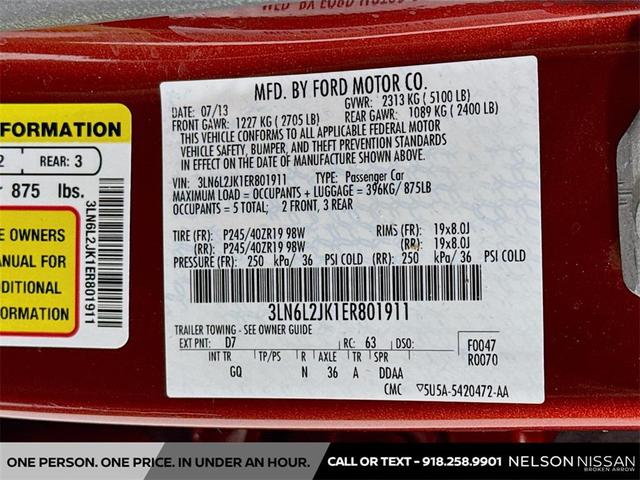 MFD. BY FORD MOTOR CO.
DATE: 07/13
GVWR: 2313 KG (5100 LB)
FRONT GAWR: 1227 KG (2705 LB)
REAR GAWR: 1089 KG (2400 LB)
THIS VEHICLE CONFORMS TO ALL APPLICABLE FEDERAL MOTOR
VEHICLE SAFETY, BUMPER, AND THEFT PREVENTION STANDARDS
IN EFFECT ON THE DATE OF MANUFACTURE SHOWN ABOVE.
VIN: 3LN6L2JK1ER801911 TYPE: Passenger Car
MAXIMUM LOAD = OCCUPANTS + LUGGAGE = 396KG/ 875LB
OCCUPANTS = 5 TOTAL; 2 FRONT, 3 REAR
TIRE (FR): P245/40ZR19 98W RIMS (FR): 19x8.0J
(RR): P245/40ZR19 98W (RR): 19x8.0J
PRESSURE (FR): 250 kPa/ 36 PSI COLD (RR): 250 kPa/ 36 PSI COLD
3LN6L2JK1ER801911
TRAILER TOWING - SEE OWNER GUIDE
EXT PNT: D7 RC: 63 DSO:
F0047
R0070
INT TR TP/PS R AXLE TR SPR
GQ N 36 A DDAA
CMC 5U5A-5420472-AA
FORMATION
2 REAR: 3
r 875 lbs.
E OWNERS
ANUAL FOR
DDITIONAL
FORMATION
3LN6L2JK1ER801911
ONE PERSON. ONE PRICE. IN UNDER AN HOUR.
CALL OR TEXT - 918.258.9901
NELSON NISSAN
BROKEN ARROW